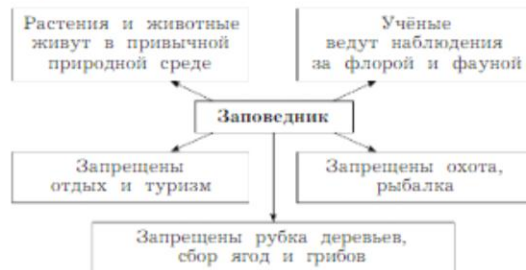 Растения и животные
живут в привычной
природной среде
Учёные
ведут наблюдения
за флорой и фауной
Заповедник
Запрещены
отдых и туризм
Запрещены охота,
рыбалка
Запрещены рубка деревьев,
сбор ягод и грибов